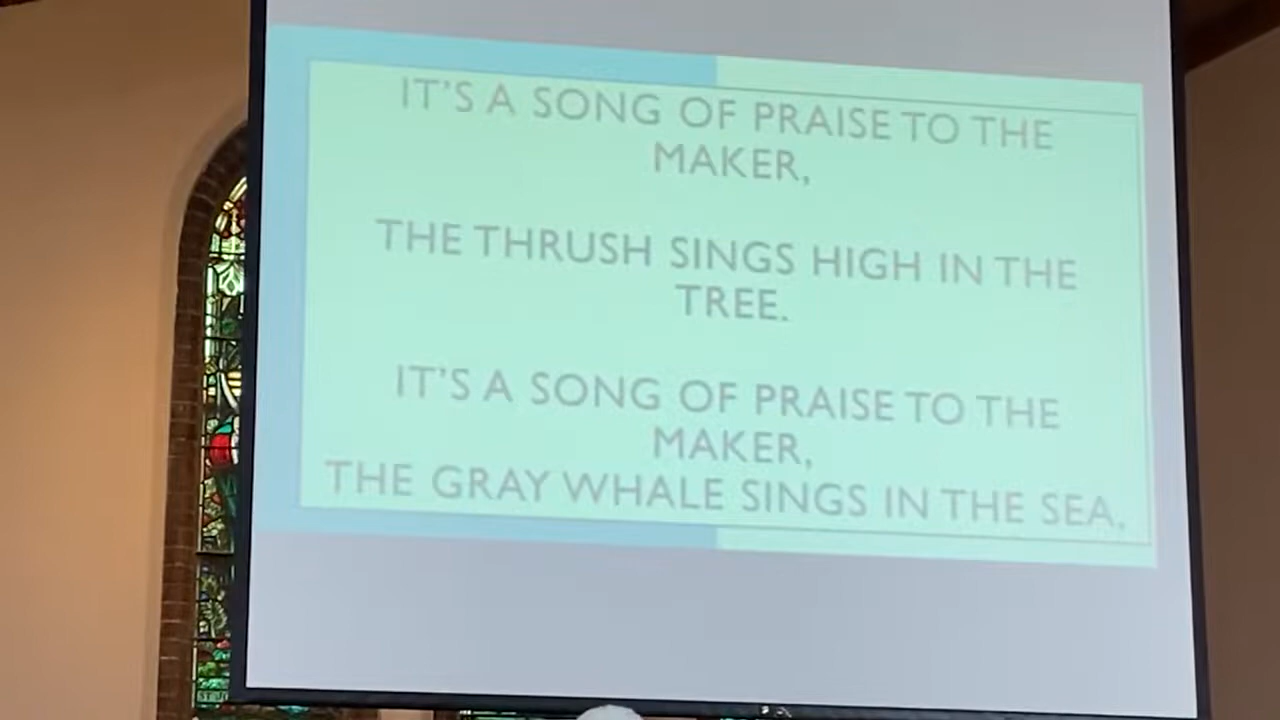 IT'S A SONG OF PRAISE TO THE
MAKER,
THE THRUSH SINGS HIGH IN THE
TREE.
IT'S A SONG OF PRAISE TO THE
MAKER,
THE GRAY WHALE SINGS IN THE SEA,